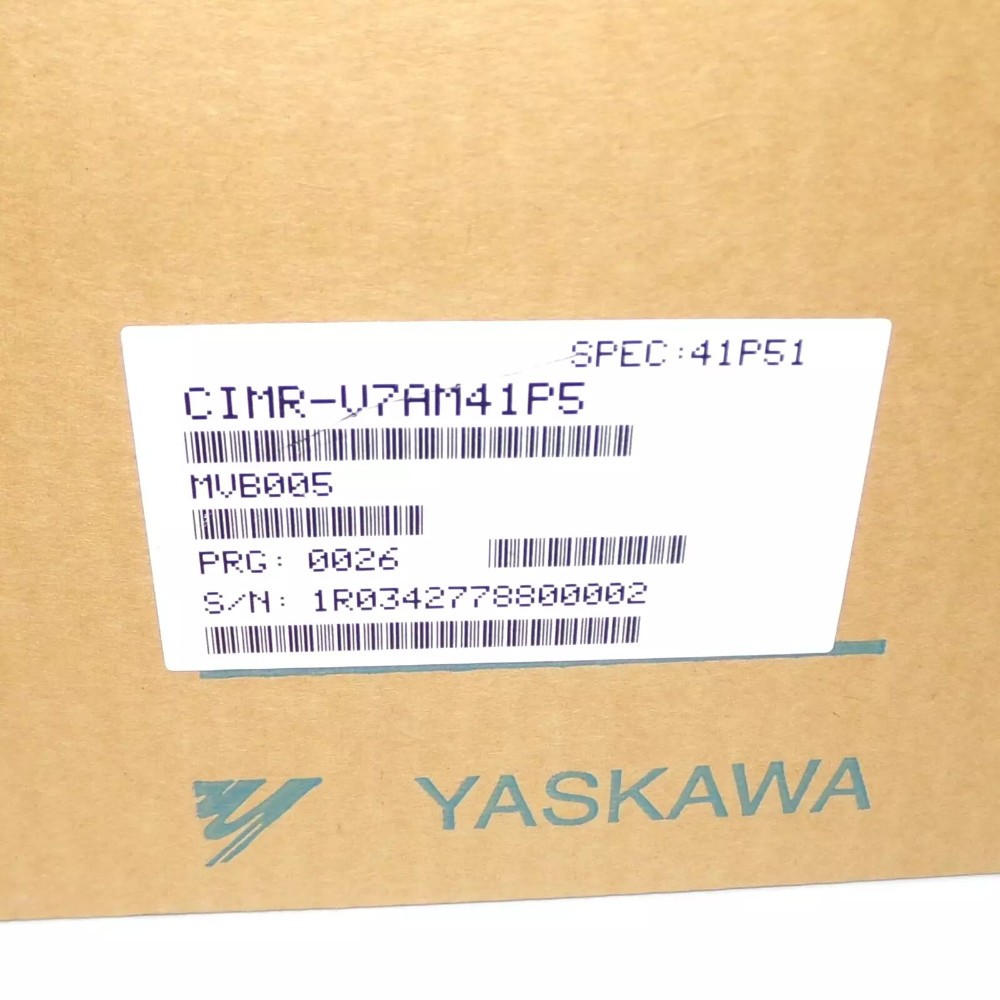 SPEC:41P51
CIMR-V7AM41P5
MVB005
PRG: 0026
S/N: 1R0342778800002
YASKAWA